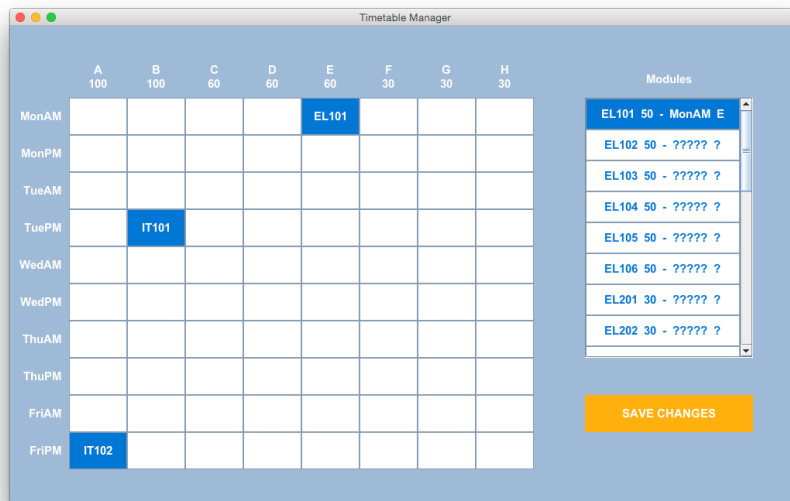 Timetable Manager
A B C D E F G H
100 100 60 60 60 30 30 30
Modules
MonAM EL101
MonPM
TueAM
TuePM IT101
WedAM
WedPM
ThuAM
ThuPM
FriAM
FriPM IT102
EL101 50 - MonAM E
EL102 50 - ????? ?
EL103 50 - ????? ?
EL104 50 - ????? ?
EL105 50 - ????? ?
EL106 50 - ????? ?
EL201 30 - ????? ?
EL202 30 - ????? ?
SAVE CHANGES